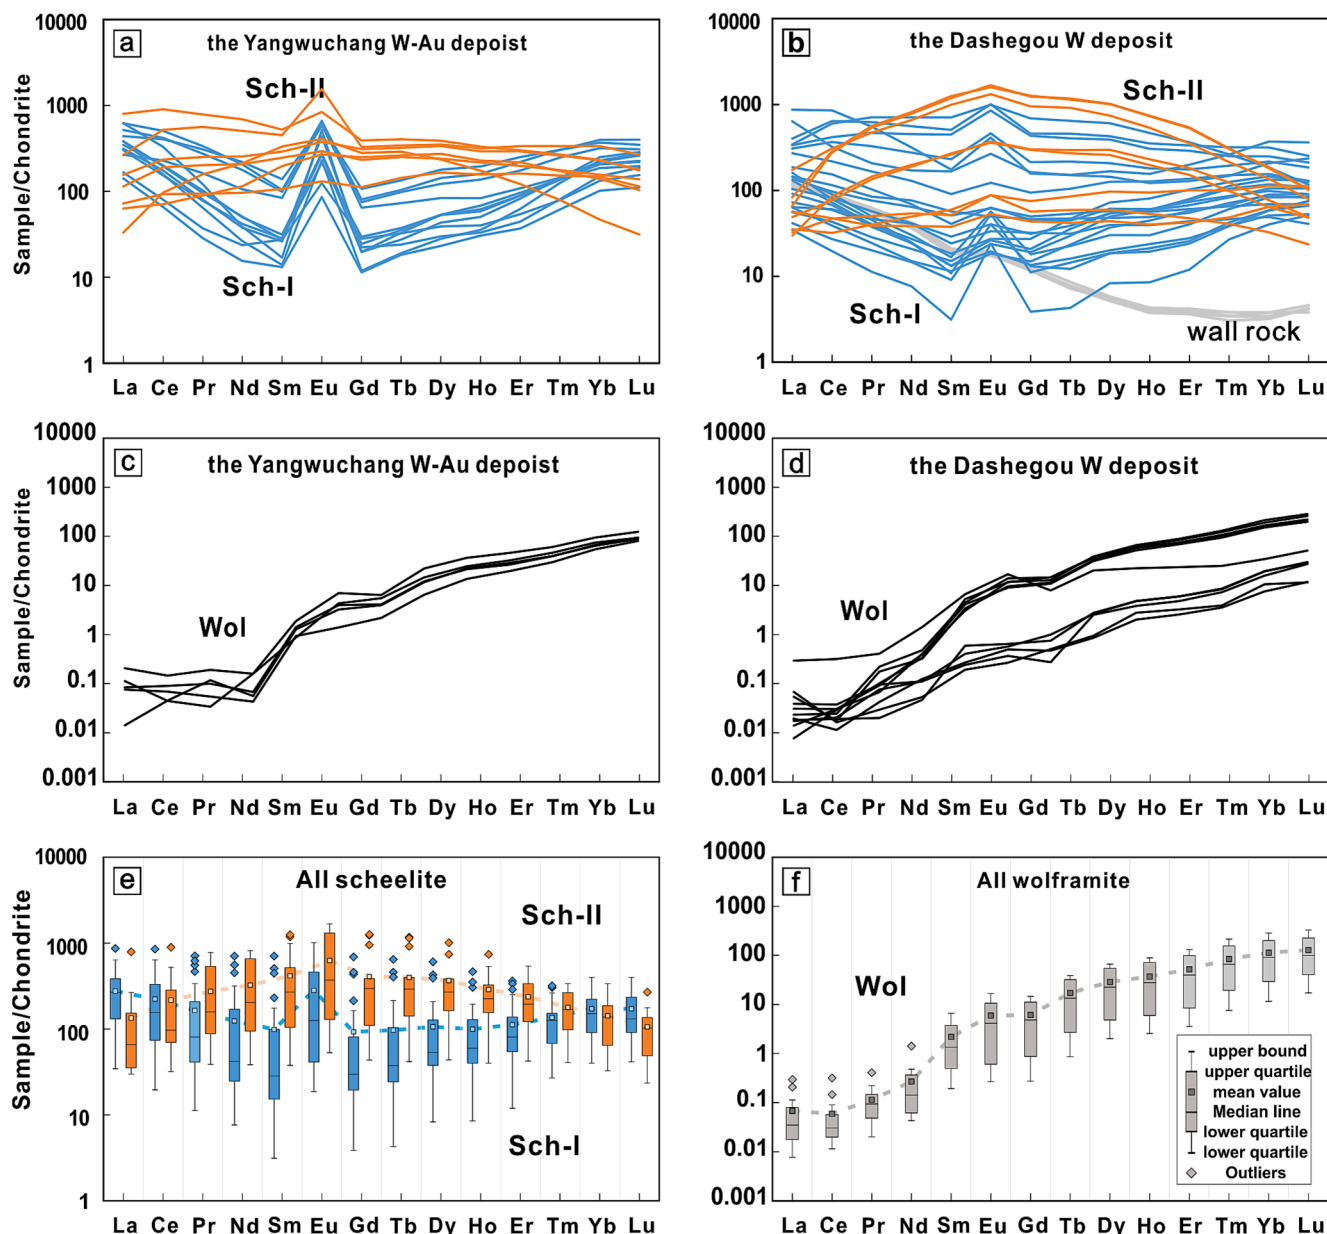 a
the Yangwuchang W-Au depoist
Sample/Chondrite
10000
1000
100
10
1
Sch-II
Sch-I
La Ce Pr Nd Sm Eu Gd Tb Dy Ho Er Tm Yb Lu
b
the Dashegou W deposit
10000
1000
100
10
1
Sch-II
Sch-I
wall rock
La Ce Pr Nd Sm Eu Gd Tb Dy Ho Er Tm Yb Lu
c
the Yangwuchang W-Au depoist
Sample/Chondrite
10000
1000
100
10
1
0.1
0.01
0.001
Wol
La Ce Pr Nd Sm Eu Gd Tb Dy Ho Er Tm Yb Lu
d
the Dashegou W deposit
10000
1000
100
10
1
0.1
0.01
0.001
Wol
La Ce Pr Nd Sm Eu Gd Tb Dy Ho Er Tm Yb Lu
e
All scheelite
Sample/Chondrite
10000
1000
100
10
1
Sch-II
Sch-I
La Ce Pr Nd Sm Eu Gd Tb Dy Ho Er Tm Yb Lu
f
All wolframite
10000
1000
100
10
1
0.1
0.01
0.001
Wol
upper bound
upper quartile
mean value
Median line
lower quartile
lower quartile
Outliers
La Ce Pr Nd Sm Eu Gd Tb Dy Ho Er Tm Yb Lu